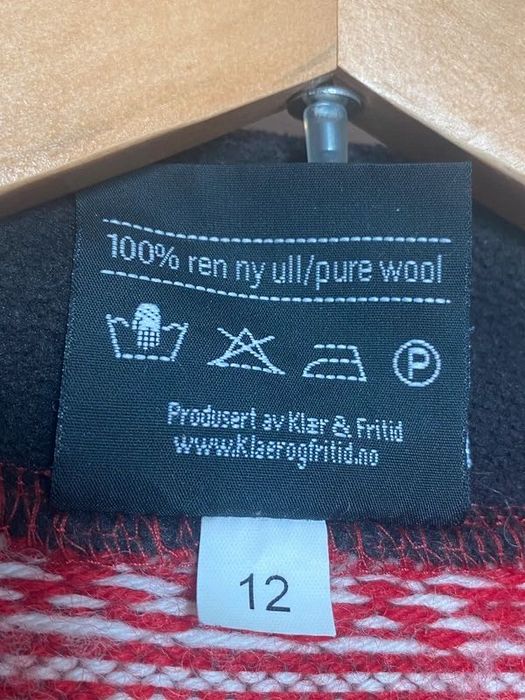 100% ren ny ull/pure wool
P
Produsert av Klær & Fritid
www.Klaerogfritid.no
12